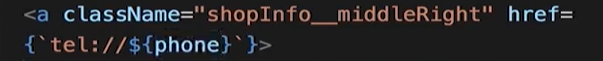 <a className="shopInfo__middleRight" href=
{`tel://${phone}`}>